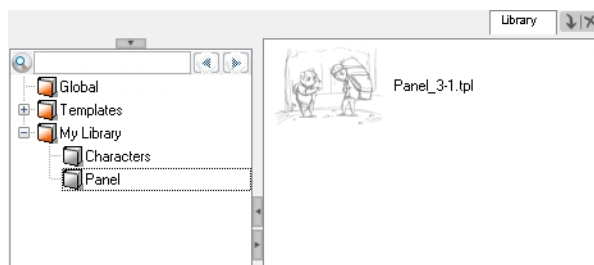 Library
Global
Templates
My Library
Characters
Panel
Panel_3-1.tpl